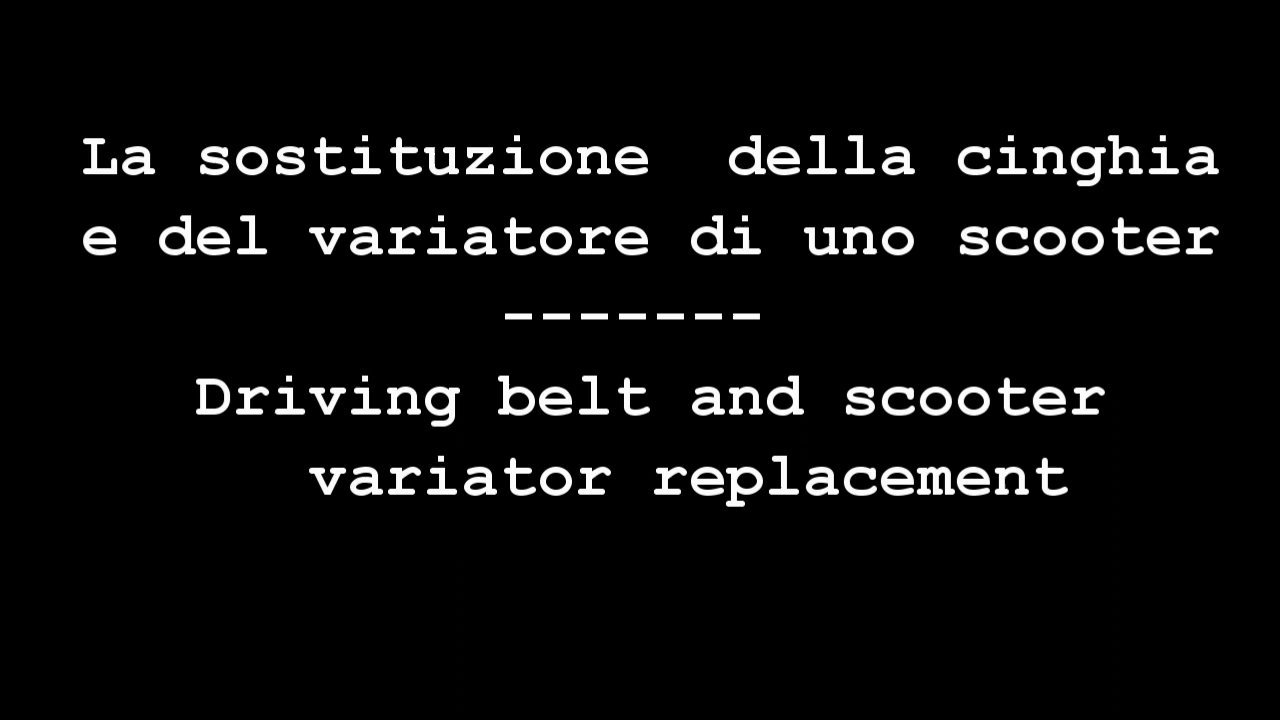 La sostituzione  della cinghia
e del variatore di uno scooter
-------
Driving belt and scooter
variator replacement